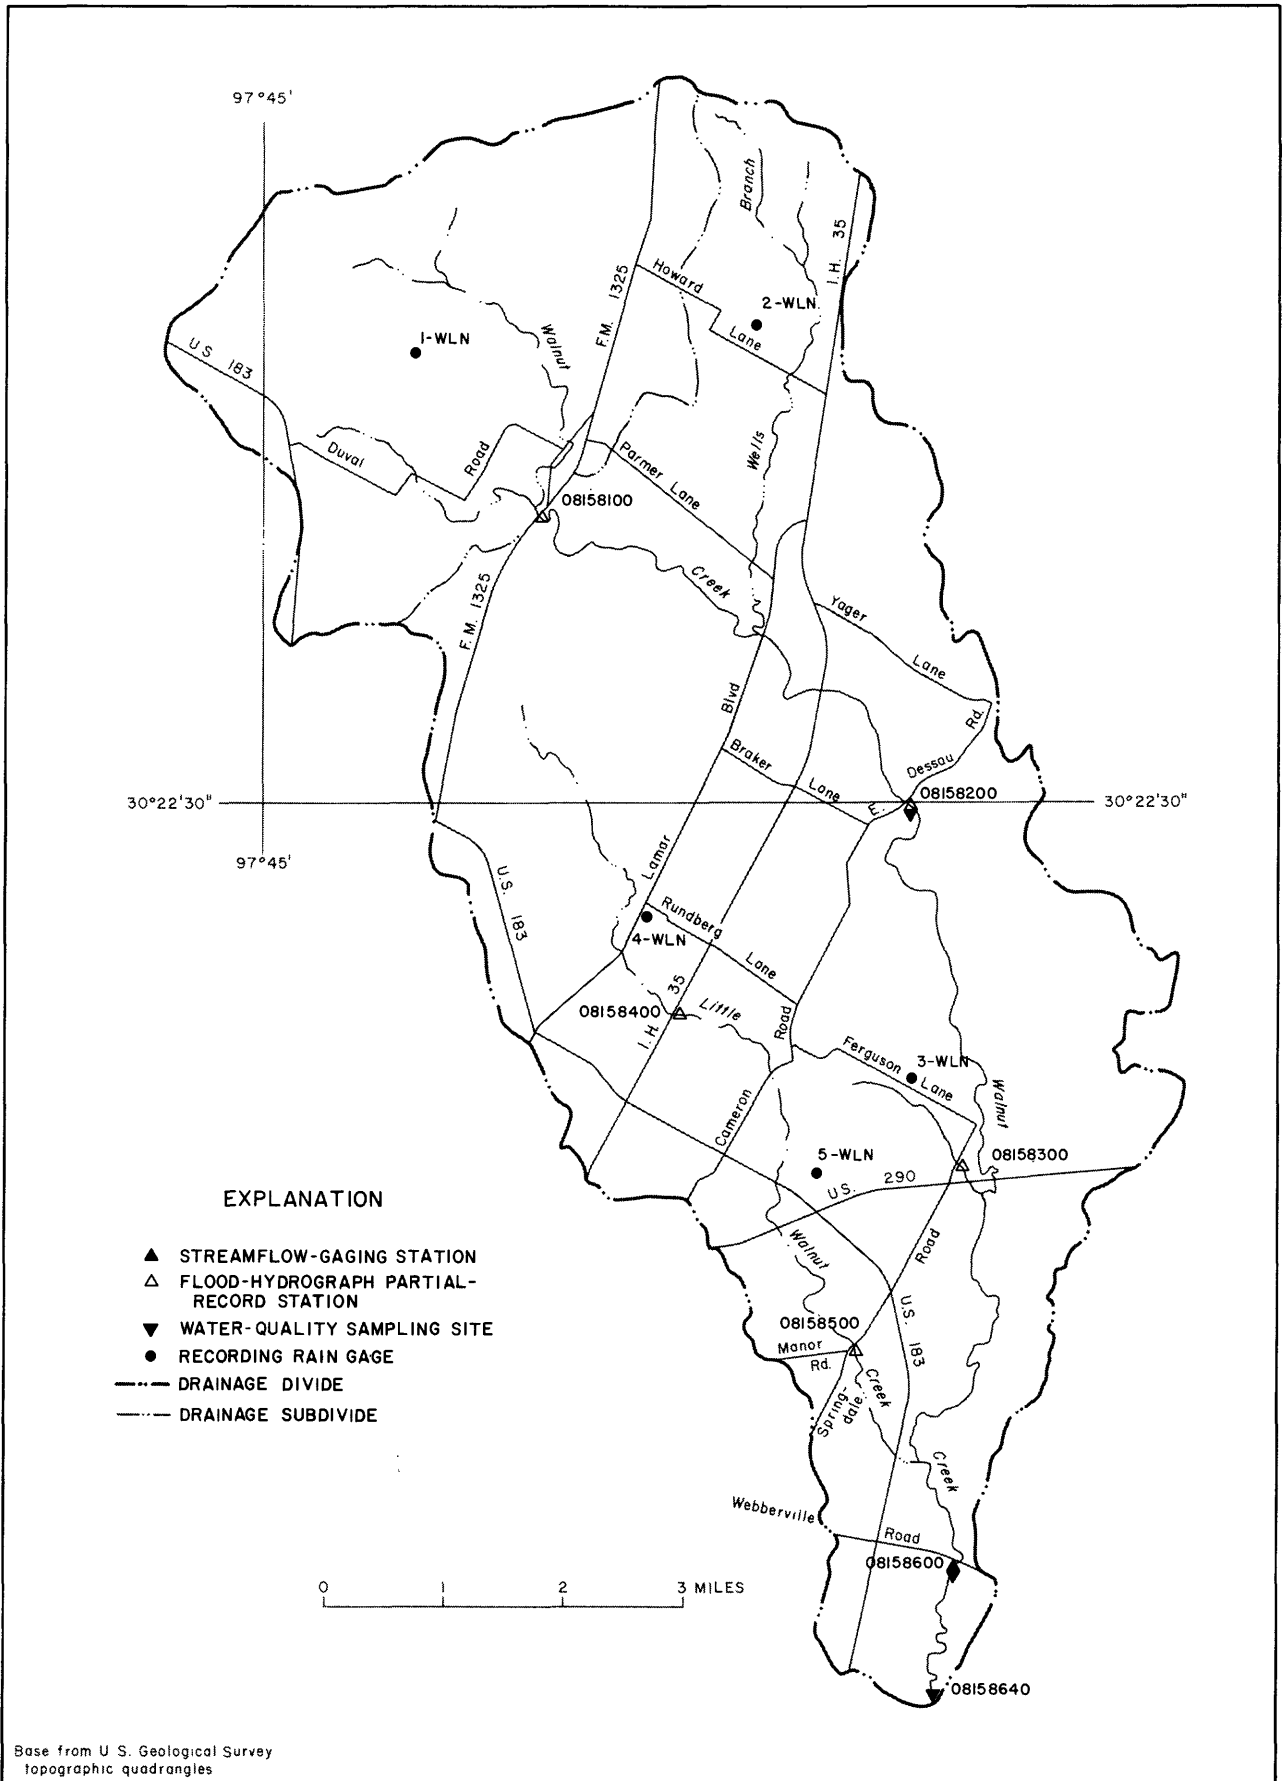 97°45'
Branch
I. H. 35
F.M. 1325
Howard
2-WLN
Lane
Walnut
1-WLN
U S 183
Duval
Road
Parmer Lane
Wells
08158100
Creek
F. M. 1325
Yager
Lane
Blvd
Rd.
Braker
Dessau
Lane
E.
08158200
30°22'30"
30°22'30"
97°45'
Lamar
U.S. 183
Rundberg
4-WLN
Lane
I. H. 35
Little
08158400
Road
Ferguson
3-WLN
Lane
Walnut
Cameron
5-WLN
08158300
U.S. 290
EXPLANATION
STREAMFLOW-GAGING STATION
FLOOD-HYDROGRAPH PARTIAL-
RECORD STATION
WATER-QUALITY SAMPLING SITE
RECORDING RAIN GAGE
DRAINAGE DIVIDE
DRAINAGE SUBDIVIDE
Walnut
Road
U.S. 183
08158500
Manor
Rd.
Creek
Spring-
dale
Creek
Webberville
Road
08158600
0 1 2 3 MILES
08158640
Base from U S. Geological Survey
topographic quadrangles